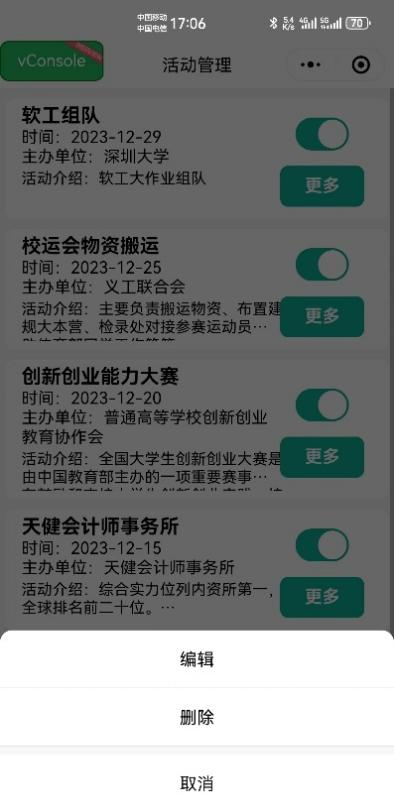 中国移动
中国电信
17:06
5.4 K/s
4G
5G
70
vConsole
活动管理
软工组队
时间：2023-12-29
主办单位：深圳大学
活动介绍：软工大作业组队
更多
校运会物资搬运
时间：2023-12-25
主办单位：义工联合会
活动介绍：主要负责搬运物资、布置建
规大本营、检录处对接参赛运动员…
更多
创新创业能力大赛
时间：2023-12-20
主办单位：普通高等学校创新创业
教育协作会
活动介绍：全国大学生创新创业大赛是
由中国教育部主办的一项重要赛事…
更多
天健会计师事务所
时间：2023-12-15
主办单位：天健会计师事务所
活动介绍：综合实力位列内资所第一，
全球排名前二十位。…
更多
编辑
删除
取消